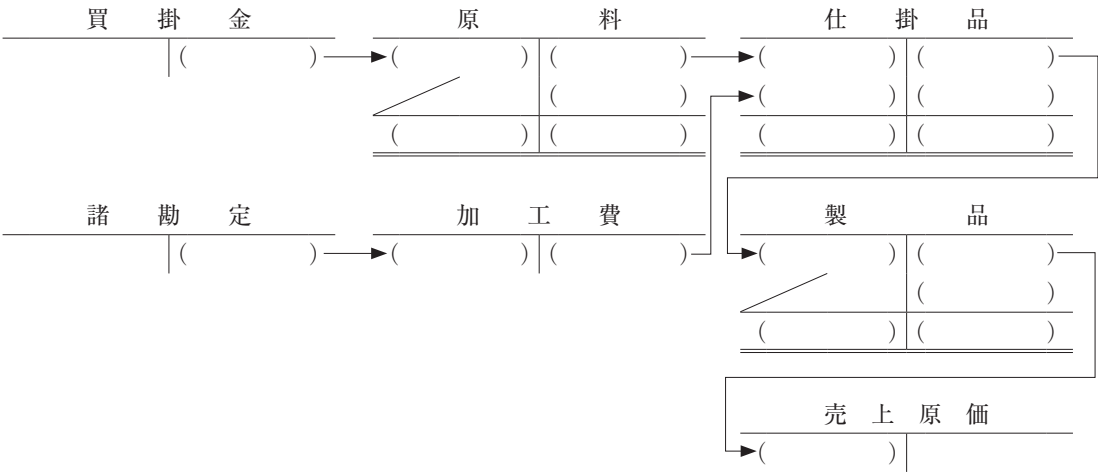 買掛金 原料 仕掛品
( ) ( ) ( ) ( ) ( )
( ) ( ) ( )
( ) ( ) ( ) ( )
諸勘定 加工費 製品
( ) ( ) ( ) ( ) ( )
( )
( ) ( )
売上原価
( )